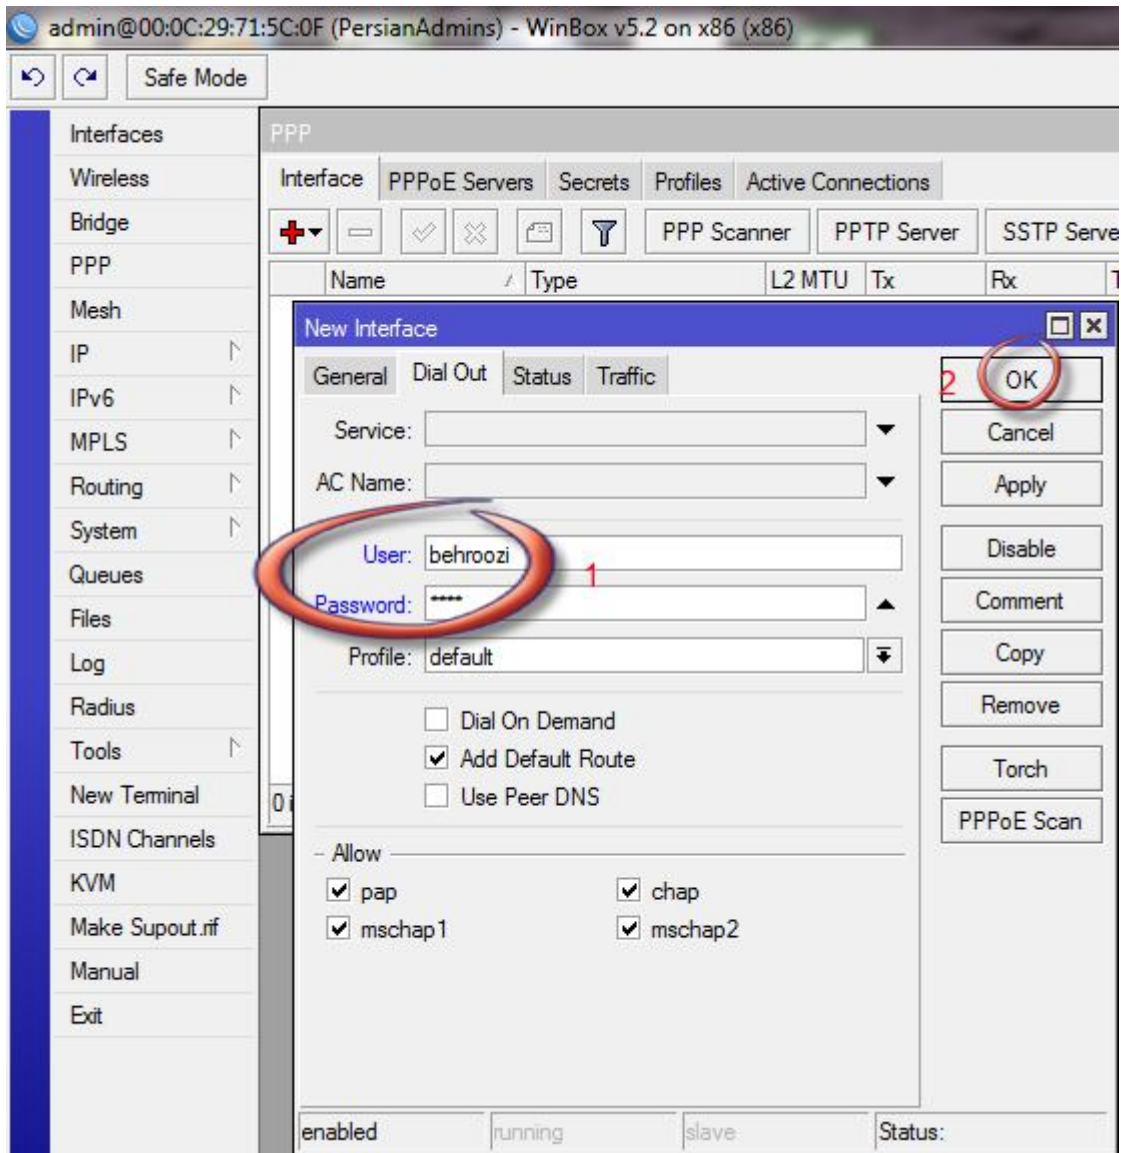 admin@00:0C:29:71:5C:0F (PersianAdmins) - WinBox v5.2 on x86 (x86)
Safe Mode
Interfaces
Wireless
Bridge
PPP
Mesh
IP
IPv6
MPLS
Routing
System
Queues
Files
Log
Radius
Tools
New Terminal
ISDN Channels
KVM
Make Supout.rif
Manual
Exit
PPP
Interface PPPoE Servers Secrets Profiles Active Connections
PPP Scanner PPTP Server SSTP Serve
Name Type L2 MTU Tx Rx T
New Interface
General Dial Out Status Traffic
Service:
AC Name:
User: behroozi
1
Password: ****
Profile: default
Dial On Demand
Add Default Route
Use Peer DNS
Allow
pap chap
mschap1 mschap2
2 OK
Cancel
Apply
Disable
Comment
Copy
Remove
Torch
PPPoE Scan
0 i
enabled running slave Status: